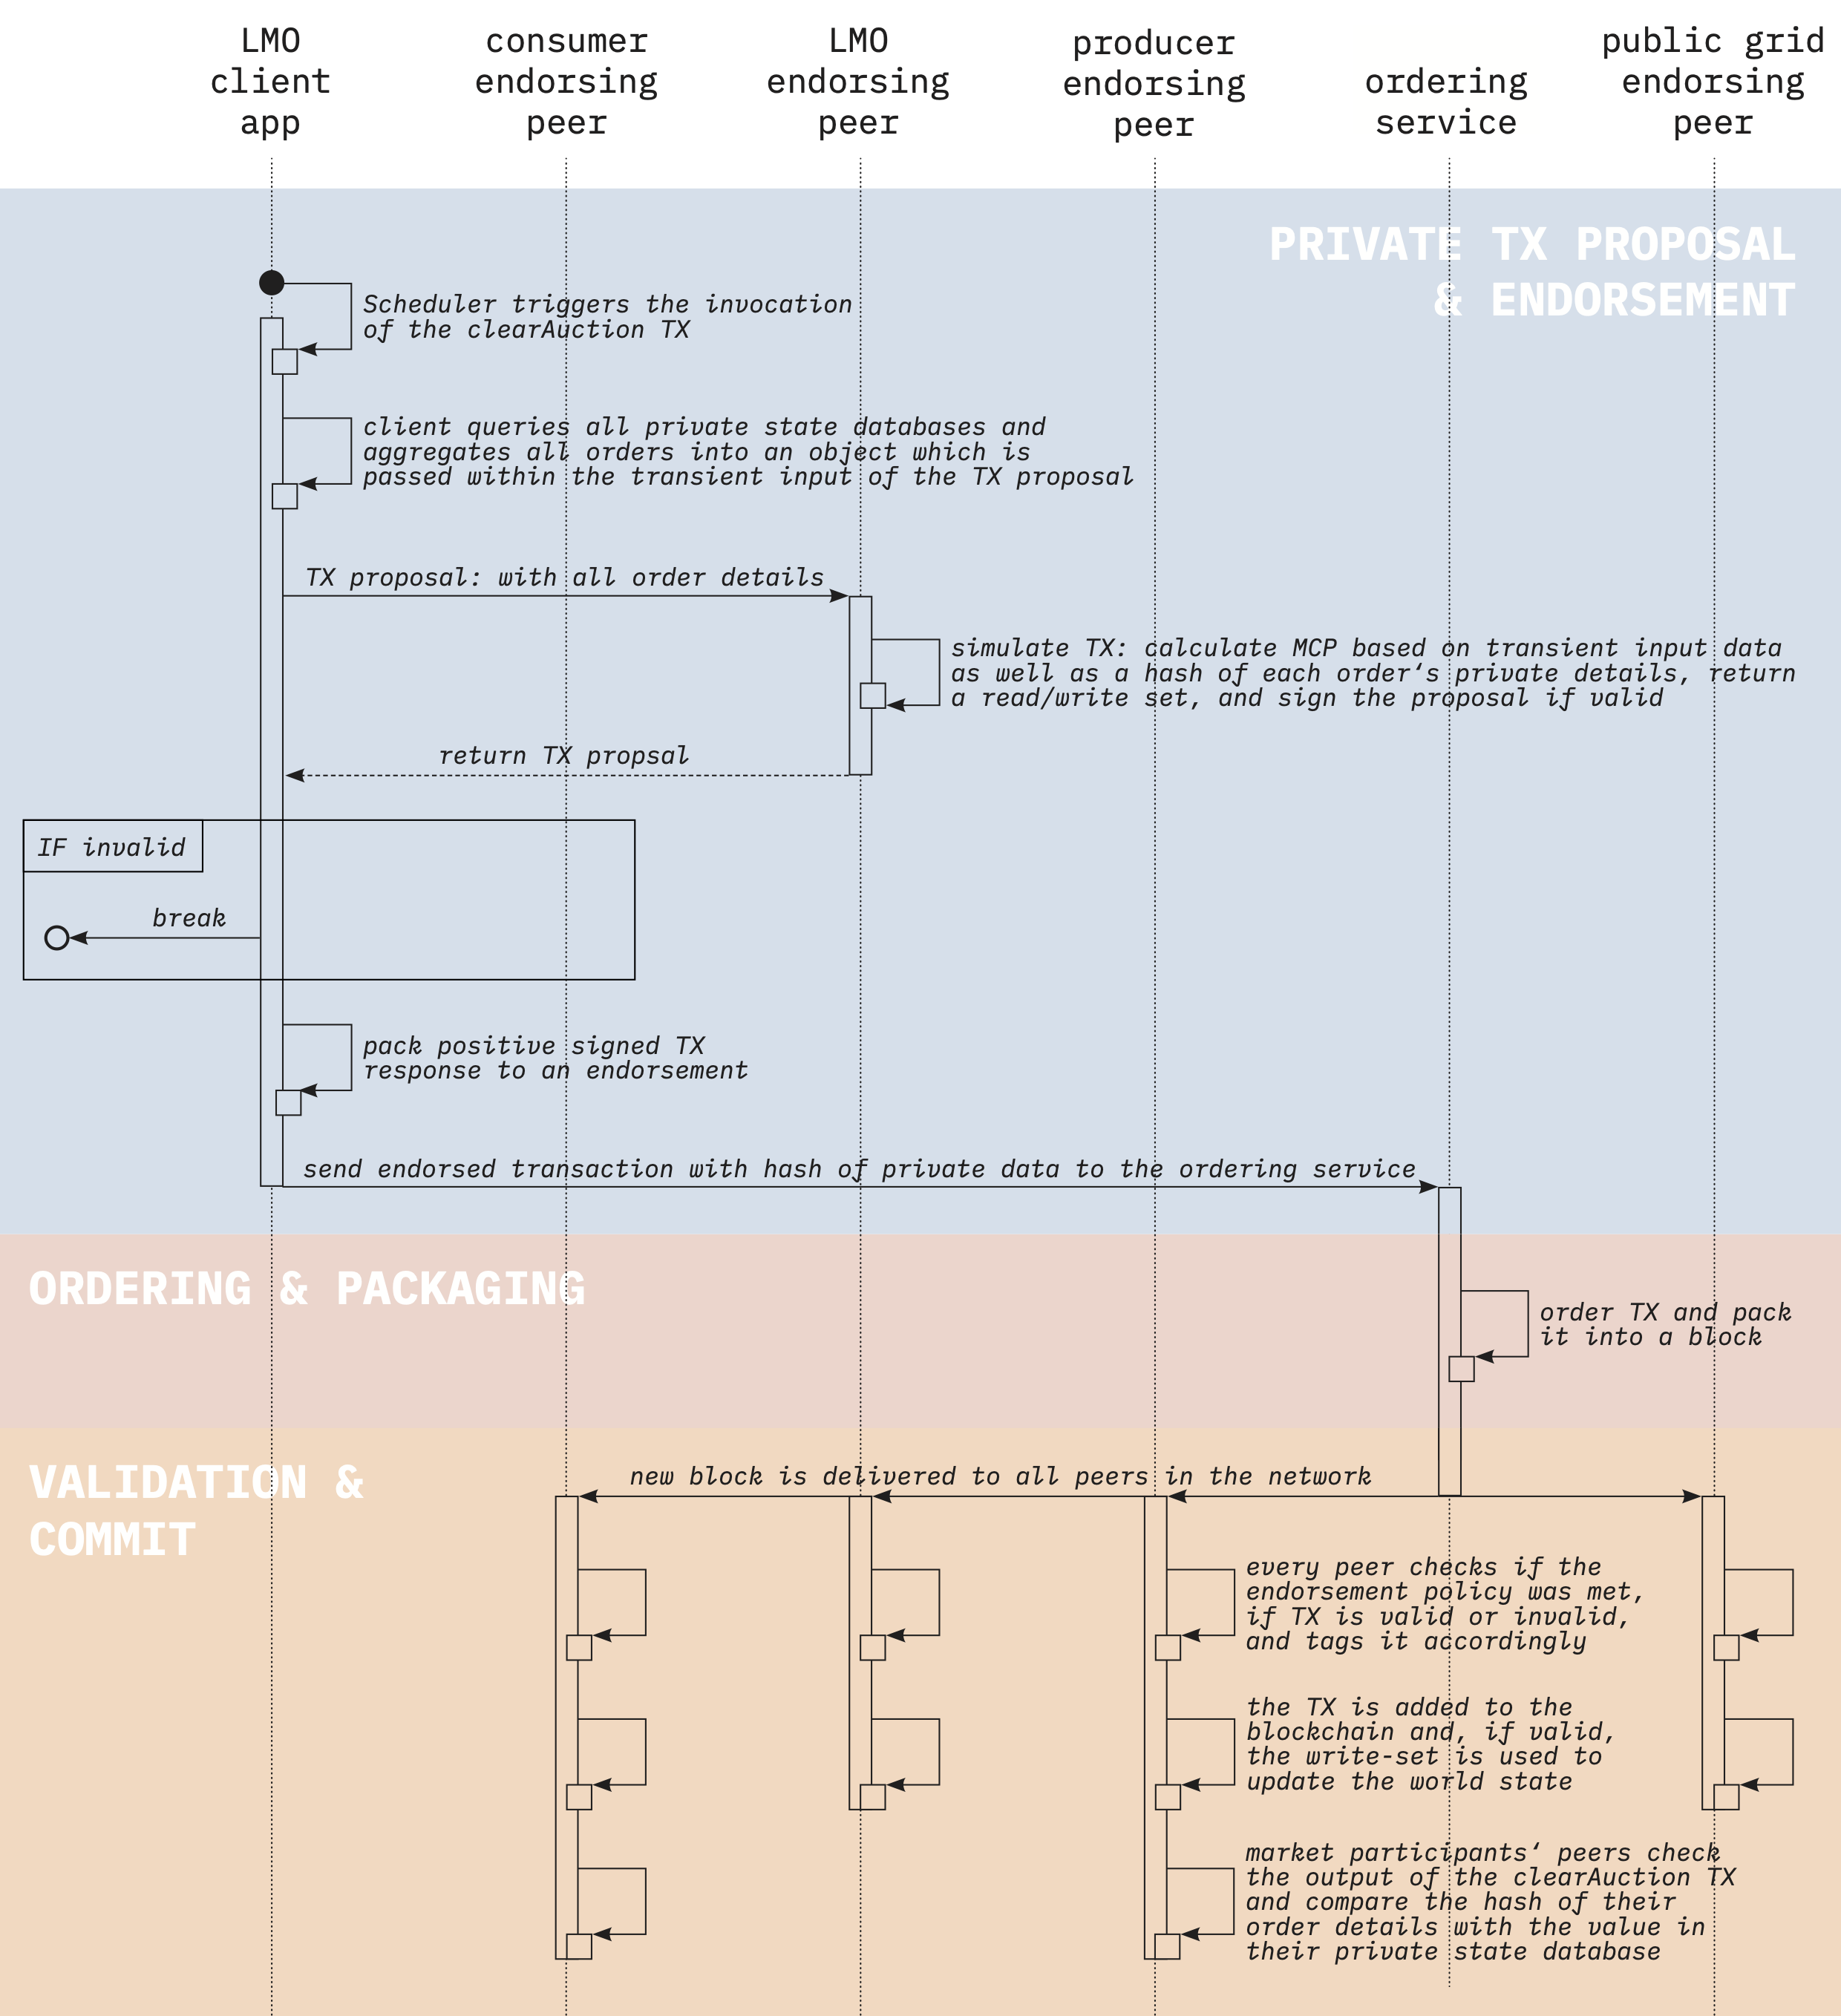 LMO
client
app
consumer
endorsing
peer
LMO
endorsing
peer
producer
endorsing
peer
ordering
service
public grid
endorsing
peer
PRIVATE TX PROPOSAL
& ENDORSEMENT
Scheduler triggers the invocation
of the clearAuction TX
client queries all private state databases and
aggregates all orders into an object which is
passed within the transient input of the TX proposal
TX proposal: with all order details
simulate TX: calculate MCP based on transient input data
as well as a hash of each order‘s private details, return
a read/write set, and sign the proposal if valid
return TX propsal
IF invalid
break
pack positive signed TX
response to an endorsement
send endorsed transaction with hash of private data to the ordering service
ORDERING & PACKAGING
order TX and pack
it into a block
VALIDATION &
COMMIT
new block is delivered to all peers in the network
every peer checks if the
endorsement policy was met,
if TX is valid or invalid,
and tags it accordingly
the TX is added to the
blockchain and, if valid,
the write-set is used to
update the world state
market participants‘ peers check
the output of the clearAuction TX
and compare the hash of their
order details with the value in
their private state database